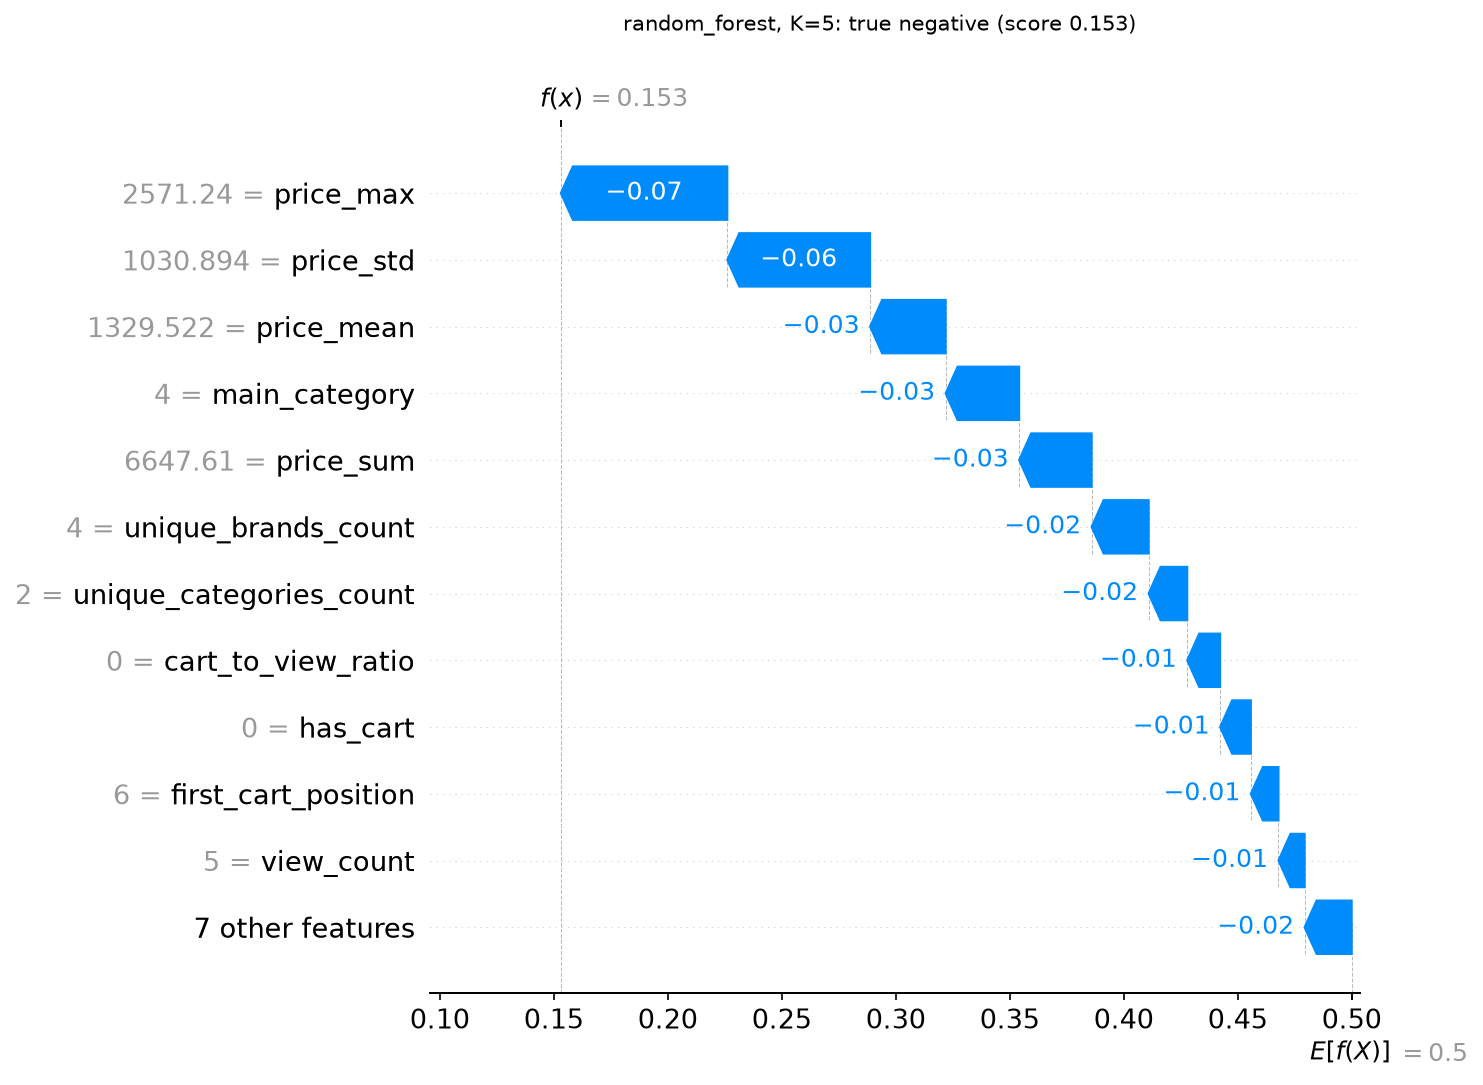 random_forest, K=5: true negative (score 0.153)
f(x) = 0.153
2571.24 = price_max −0.07
1030.894 = price_std −0.06
1329.522 = price_mean −0.03
4 = main_category −0.03
6647.61 = price_sum −0.03
4 = unique_brands_count −0.02
2 = unique_categories_count −0.02
0 = cart_to_view_ratio −0.01
0 = has_cart −0.01
6 = first_cart_position −0.01
5 = view_count −0.01
7 other features −0.02
0.10 0.15 0.20 0.25 0.30 0.35 0.40 0.45 0.50
E[f(X)] = 0.5